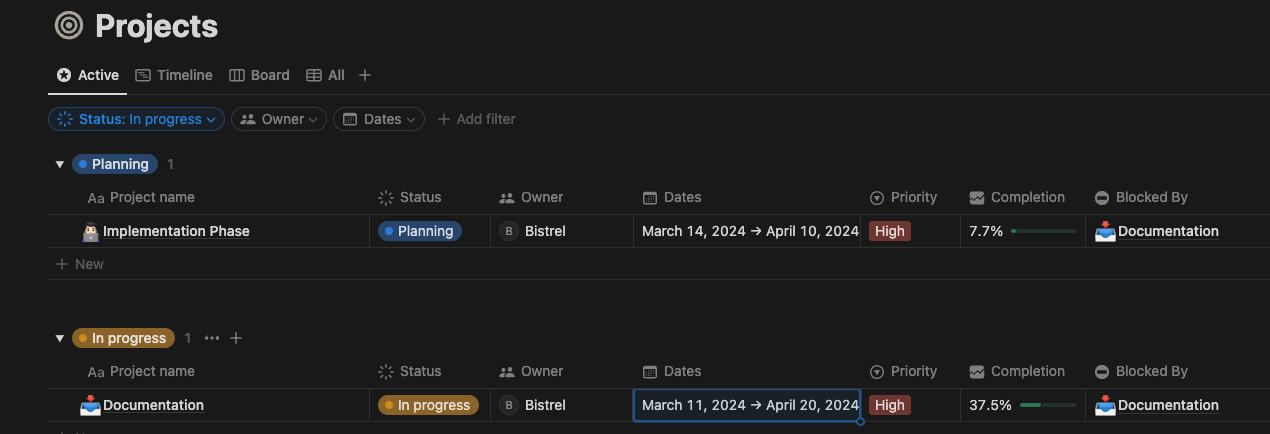 Projects
Active Timeline Board All
Status: In progress Owner Dates Add filter
Planning 1
Aa Project name Status Owner Dates Priority Completion Blocked By
Implementation Phase Planning B Bistrel March 14, 2024 → April 10, 2024 High 7.7% Documentation
New
In progress 1
Aa Project name Status Owner Dates Priority Completion Blocked By
Documentation In progress B Bistrel March 11, 2024 → April 20, 2024 High 37.5% Documentation